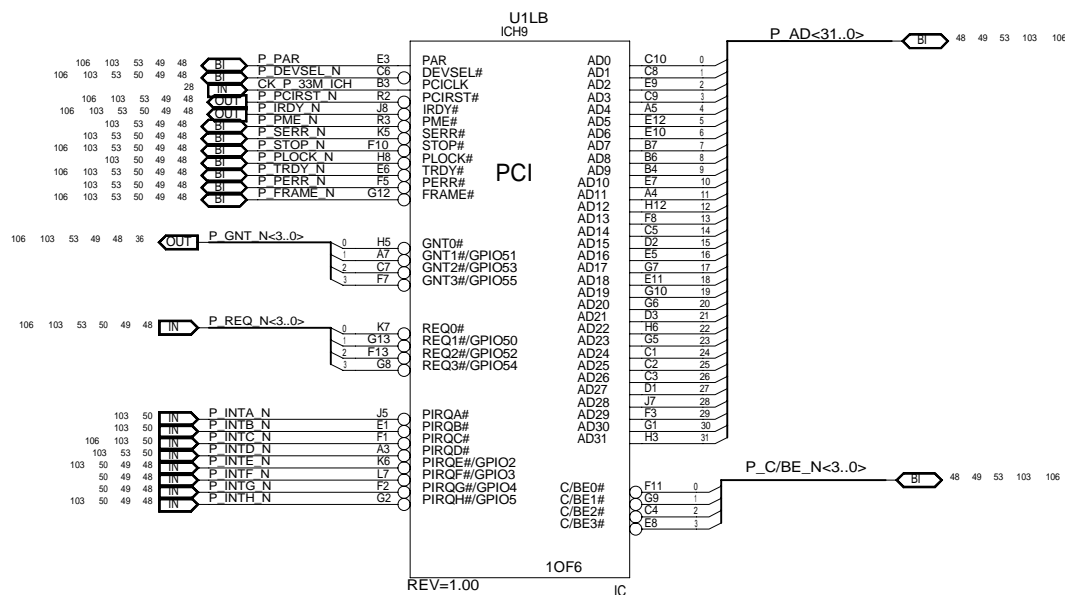 U1LB
ICH9
106 103 53 49 48 BI P_PAR E3 PAR
106 103 53 50 49 48 BI P_DEVSEL_N C6 DEVSEL#
28 IN CK_P_33M_ICH B3 PCICLK
106 103 53 49 48 OUT P_PCIRST_N R2 PCIRST#
106 103 53 50 49 48 OUT P_IRDY_N J8 IRDY#
103 53 49 48 BI P_PME_N R3 PME#
103 53 50 49 48 BI P_SERR_N K5 SERR#
106 103 53 50 49 48 BI P_STOP_N F10 STOP#
103 50 49 48 BI P_PLOCK_N H8 PLOCK#
106 103 53 50 49 48 BI P_TRDY_N E6 TRDY#
103 53 50 49 48 BI P_PERR_N F5 PERR#
106 103 53 50 49 48 BI P_FRAME_N G12 FRAME#
PCI
106 103 53 49 48 36 OUT P_GNT_N<3..0>
0 H5 GNT0#
1 A7 GNT1#/GPIO51
2 C7 GNT2#/GPIO53
3 F7 GNT3#/GPIO55
106 103 53 50 49 48 IN P_REQ_N<3..0>
0 K7 REQ0#
1 G13 REQ1#/GPIO50
2 F13 REQ2#/GPIO52
3 G8 REQ3#/GPIO54
103 50 IN P_INTA_N J5 PIRQA#
103 50 IN P_INTB_N E1 PIRQB#
106 103 50 IN P_INTC_N F1 PIRQC#
103 53 50 IN P_INTD_N A3 PIRQD#
103 50 49 48 IN P_INTE_N K6 PIRQE#/GPIO2
50 49 48 IN P_INTF_N L7 PIRQF#/GPIO3
50 49 48 IN P_INTG_N F2 PIRQG#/GPIO4
103 50 49 48 IN P_INTH_N G2 PIRQH#/GPIO5
P_AD<31..0> BI 48 49 53 103 106
AD0 C10 0
AD1 C8 1
AD2 E9 2
AD3 C9 3
AD4 A5 4
AD5 E12 5
AD6 E10 6
AD7 B7 7
AD8 B6 8
AD9 B4 9
AD10 E7 10
AD11 A4 11
AD12 H12 12
AD13 F8 13
AD14 C5 14
AD15 D2 15
AD16 E5 16
AD17 G7 17
AD18 E11 18
AD19 G10 19
AD20 G6 20
AD21 D3 21
AD22 H6 22
AD23 G5 23
AD24 C1 24
AD25 C2 25
AD26 C3 26
AD27 D1 27
AD28 J7 28
AD29 F3 29
AD30 G1 30
AD31 H3 31
P_C/BE_N<3..0> BI 48 49 53 103 106
C/BE0# F11 0
C/BE1# G9 1
C/BE2# C4 2
C/BE3# E8 3
1OF6
REV=1.00
IC